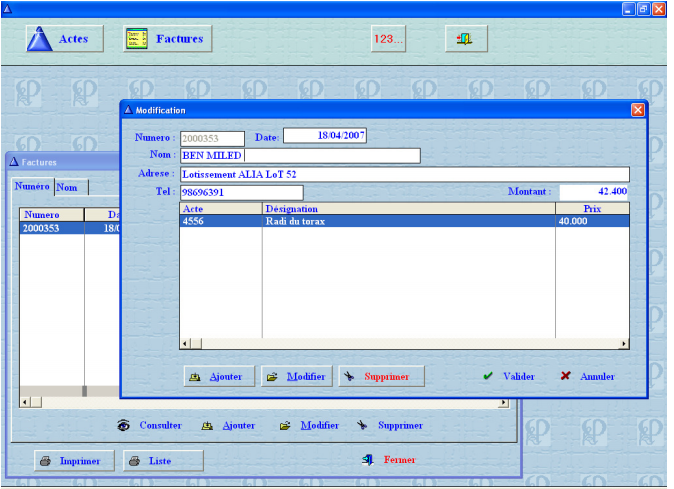 Actes Factures 123...
Modification
Numero : 2000353 Date: 18/04/2007
Nom : BEN MILED
Adrese : Lotissement ALIA LoT 52
Tel : 98696391 Montant : 42.400
Acte Désignation Prix
4556 Radi du torax 40.000
Ajouter Modifier Supprimer Valider Annuler
Factures
Numéro Nom
Numero Da
2000353 18/0
Consulter Ajouter Modifier Supprimer
Imprimer Liste Fermer